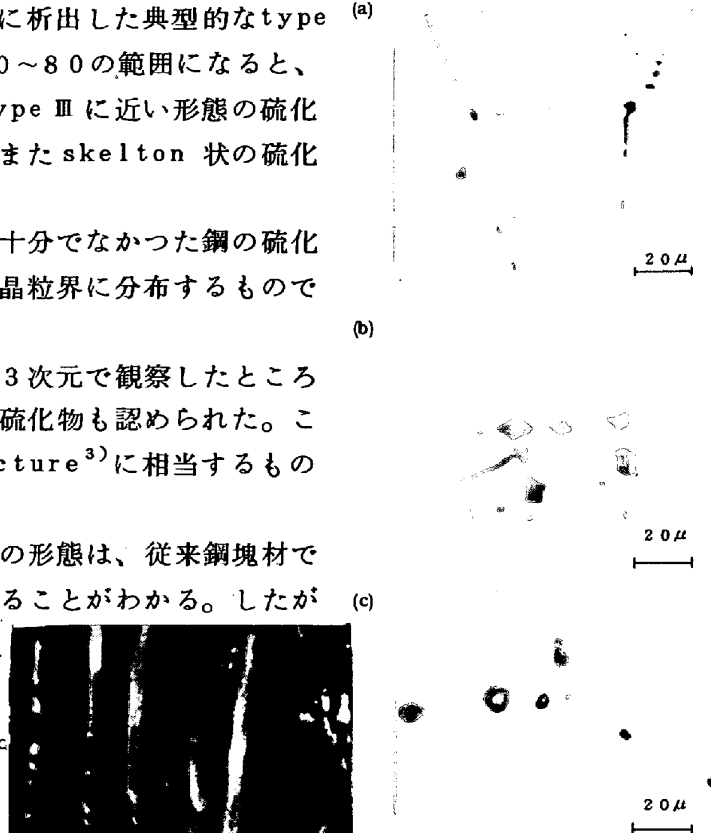 に析出した典型的なtype
0～80の範囲になると、
ype Ⅲ に近い形態の硫化
また skelton 状の硫化
十分でなかつた鋼の硫化
晶粒界に分布するもので
3次元で観察したところ
硫化物も認められた。こ
cture³⁾に相当するもの
の形態は、従来鋼塊材で
ることがわかる。したが
(a)
20μ
(b)
20μ
(c)
20μ